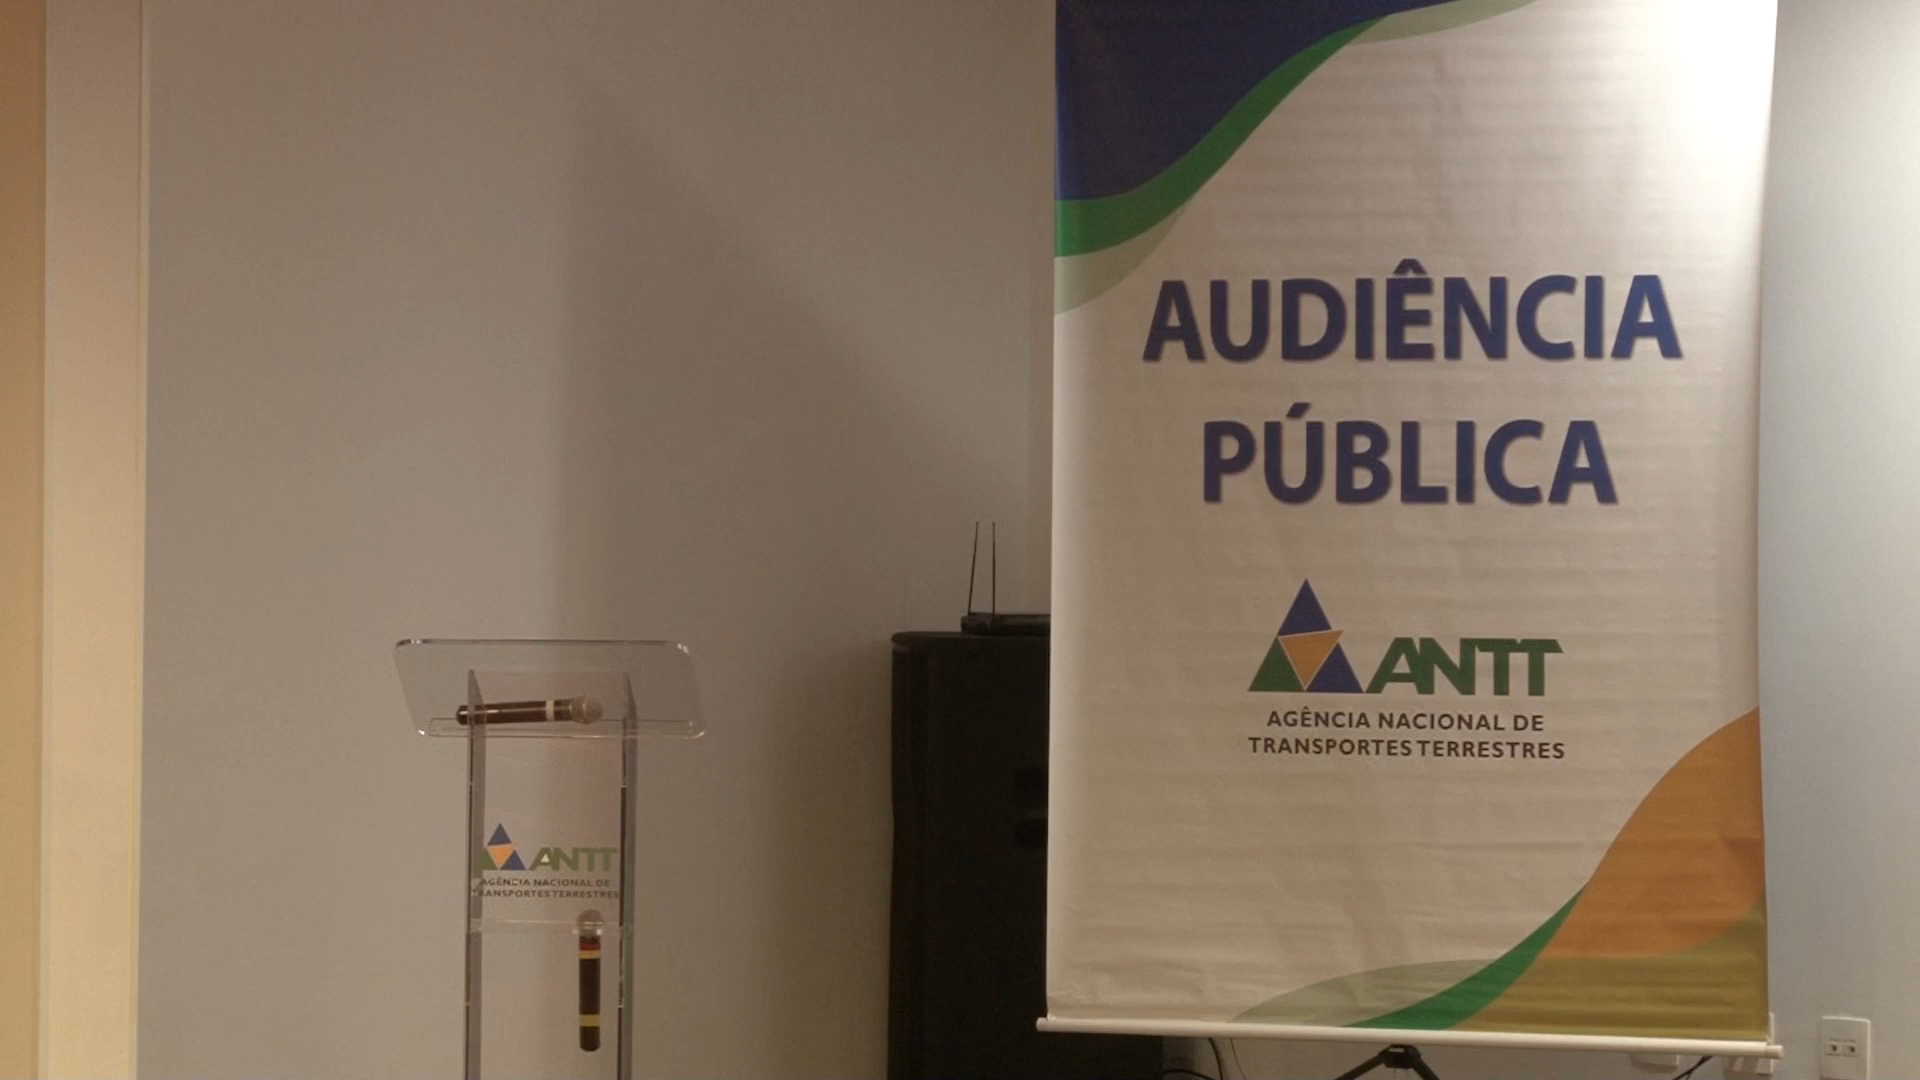 AUDIÊNCIA
PÚBLICA
ANTT
AGÊNCIA NACIONAL DE
TRANSPORTES TERRESTRES
ANTT
AGÊNCIA NACIONAL DE
TRANSPORTES TERRESTRES